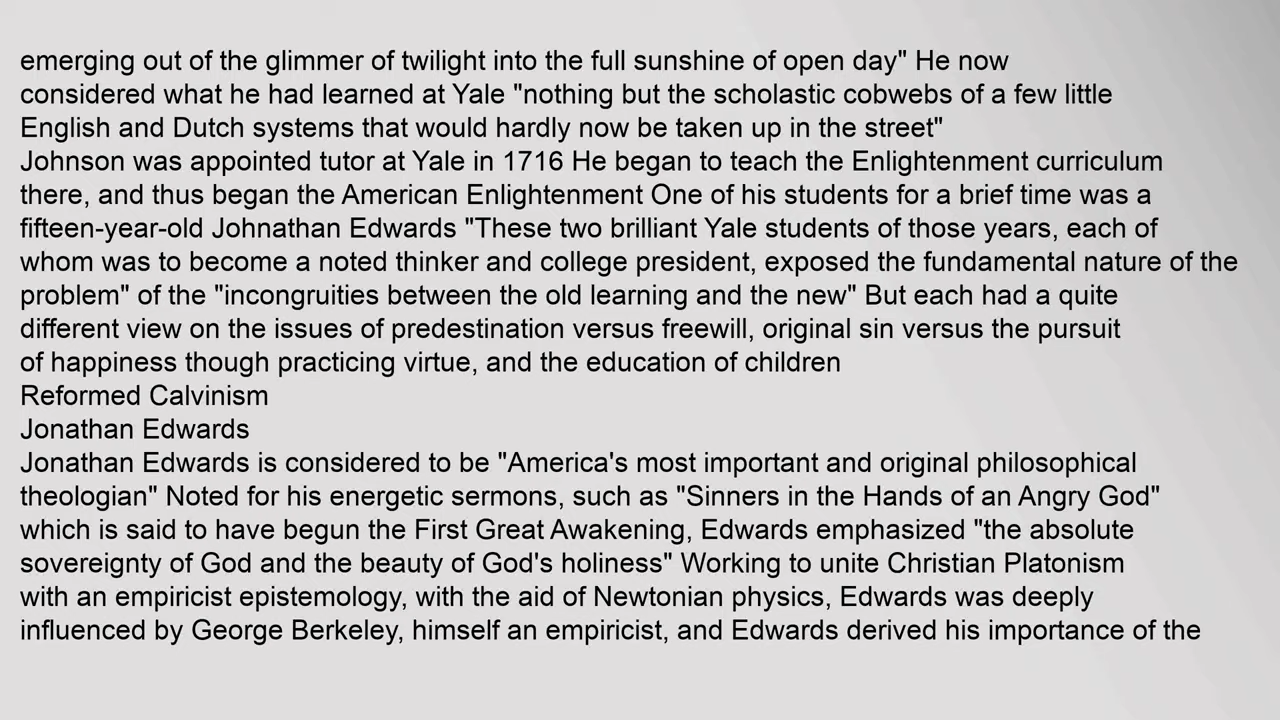 emerging out of the glimmer of twilight into the full sunshine of open day" He now
considered what he had learned at Yale "nothing but the scholastic cobwebs of a few little
English and Dutch systems that would hardly now be taken up in the street"
Johnson was appointed tutor at Yale in 1716 He began to teach the Enlightenment curriculum
there, and thus began the American Enlightenment One of his students for a brief time was a
fifteen-year-old Johnathan Edwards "These two brilliant Yale students of those years, each of
whom was to become a noted thinker and college president, exposed the fundamental nature of the
problem" of the "incongruities between the old learning and the new" But each had a quite
different view on the issues of predestination versus freewill, original sin versus the pursuit
of happiness though practicing virtue, and the education of children
Reformed Calvinism
Jonathan Edwards
Jonathan Edwards is considered to be "America's most important and original philosophical
theologian" Noted for his energetic sermons, such as "Sinners in the Hands of an Angry God"
which is said to have begun the First Great Awakening, Edwards emphasized "the absolute
sovereignty of God and the beauty of God's holiness" Working to unite Christian Platonism
with an empiricist epistemology, with the aid of Newtonian physics, Edwards was deeply
influenced by George Berkeley, himself an empiricist, and Edwards derived his importance of the